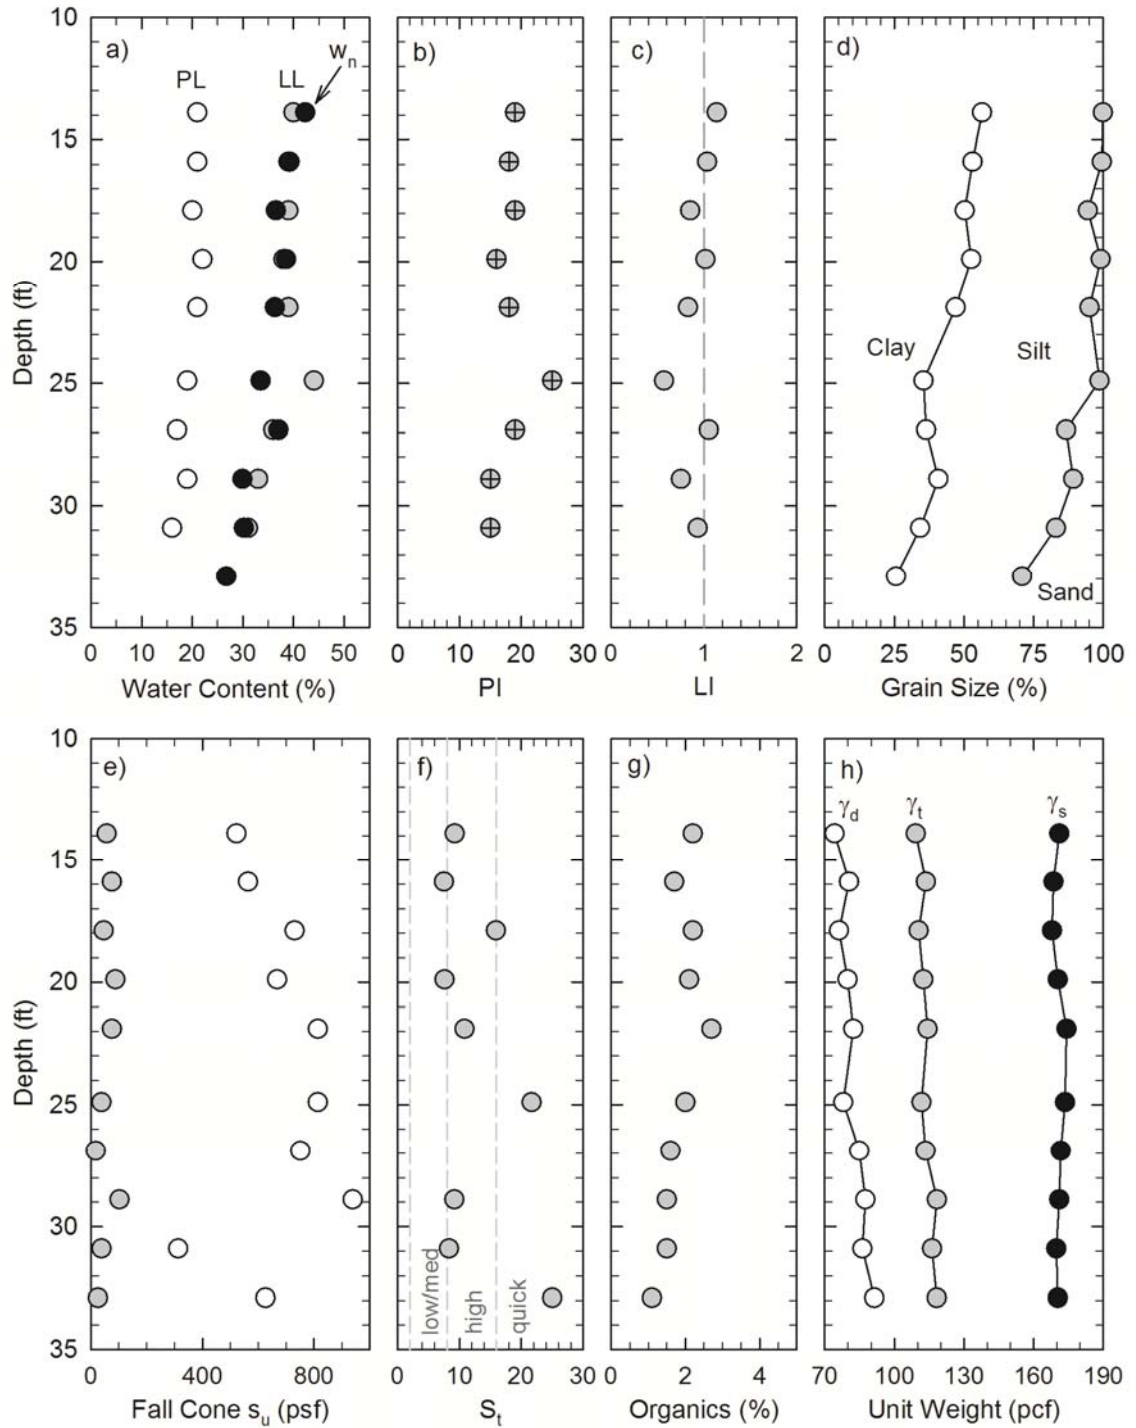 a)
PL
LL
w_n
b)
c)
d)
Clay
Silt
Sand
10
15
20
25
30
35
Depth (ft)
0 10 20 30 40 50
Water Content (%)
0 10 20 30
PI
0 1 2
LI
0 25 50 75 100
Grain Size (%)
e)
f)
low/med
high
quick
g)
h)
γ_d
γ_t
γ_s
10
15
20
25
30
35
Depth (ft)
0 400 800
Fall Cone s_u (psf)
0 10 20 30
S_t
0 2 4
Organics (%)
70 100 130 160 190
Unit Weight (pcf)